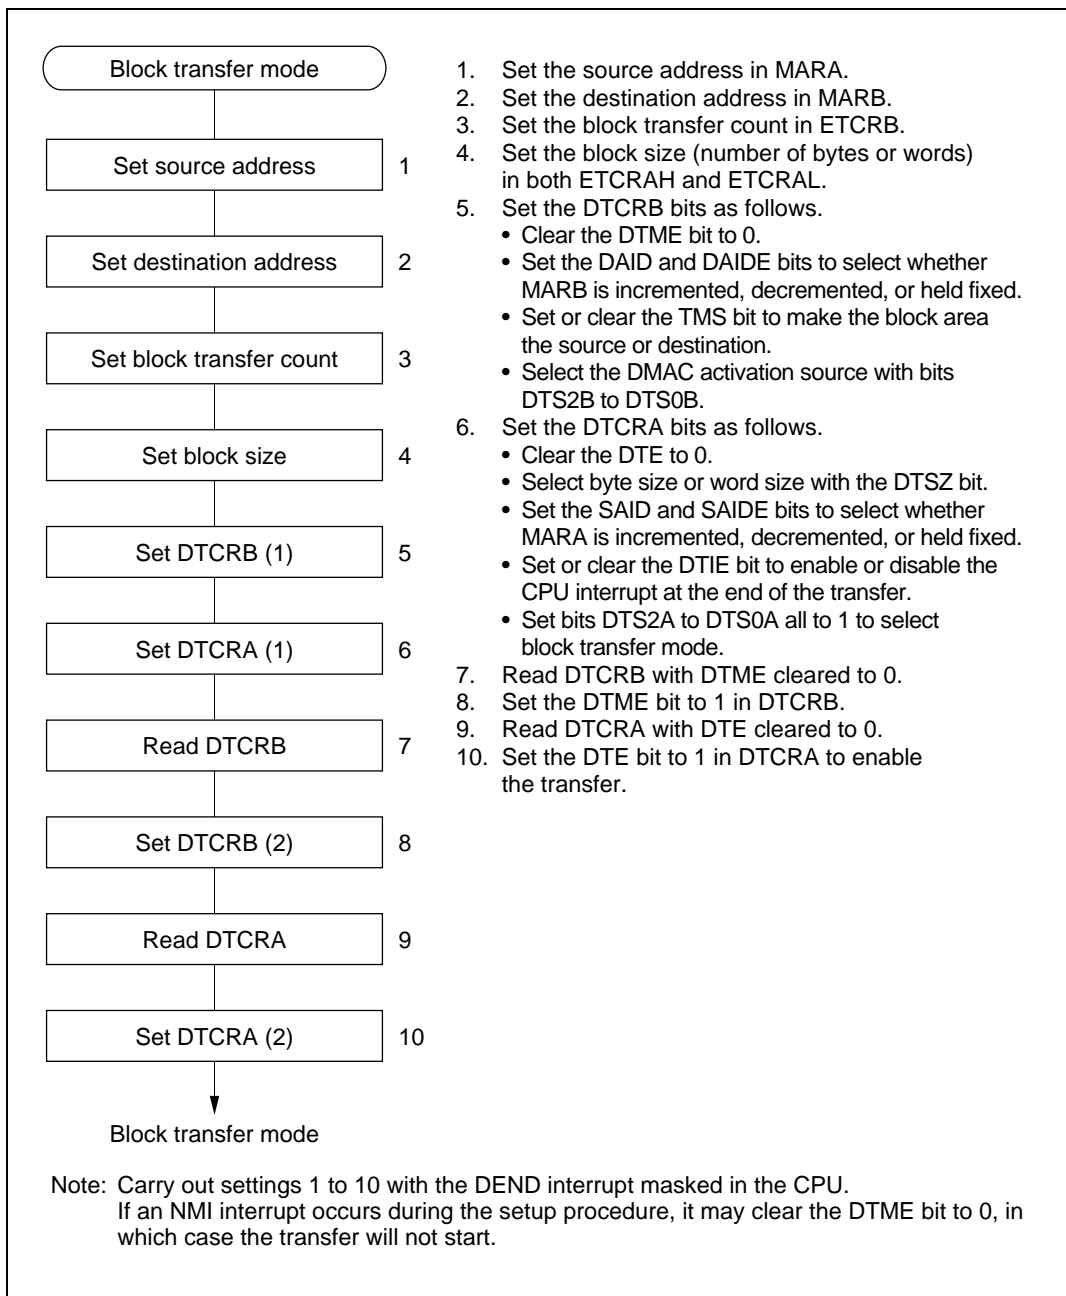 Block transfer mode
Set source address 1
Set destination address 2
Set block transfer count 3
Set block size 4
Set DTCRB (1) 5
Set DTCRA (1) 6
Read DTCRB 7
Set DTCRB (2) 8
Read DTCRA 9
Set DTCRA (2) 10
Block transfer mode
1. Set the source address in MARA.
2. Set the destination address in MARB.
3. Set the block transfer count in ETCRB.
4. Set the block size (number of bytes or words)
in both ETCRAH and ETCRAL.
5. Set the DTCRB bits as follows.
• Clear the DTME bit to 0.
• Set the DAID and DAIDE bits to select whether
MARB is incremented, decremented, or held fixed.
• Set or clear the TMS bit to make the block area
the source or destination.
• Select the DMAC activation source with bits
DTS2B to DTS0B.
6. Set the DTCRA bits as follows.
• Clear the DTE to 0.
• Select byte size or word size with the DTSZ bit.
• Set the SAID and SAIDE bits to select whether
MARA is incremented, decremented, or held fixed.
• Set or clear the DTIE bit to enable or disable the
CPU interrupt at the end of the transfer.
• Set bits DTS2A to DTS0A all to 1 to select
block transfer mode.
7. Read DTCRB with DTME cleared to 0.
8. Set the DTME bit to 1 in DTCRB.
9. Read DTCRA with DTE cleared to 0.
10. Set the DTE bit to 1 in DTCRA to enable
the transfer.
Note: Carry out settings 1 to 10 with the DEND interrupt masked in the CPU.
If an NMI interrupt occurs during the setup procedure, it may clear the DTME bit to 0, in
which case the transfer will not start.